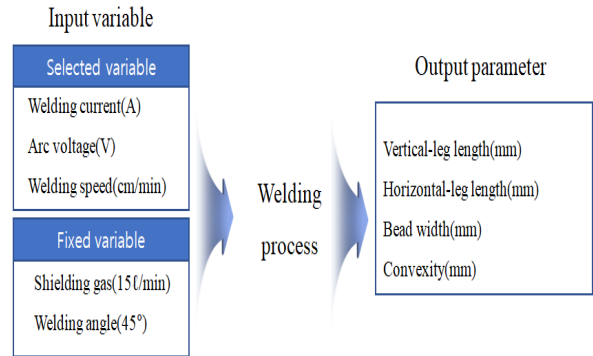 Input variable
Selected variable
Welding current(A)
Arc voltage(V)
Welding speed(cm/min)
Fixed variable
Shielding gas(15ℓ/min)
Welding angle(45°)
Welding
process
Output parameter
Vertical-leg length(mm)
Horizontal-leg length(mm)
Bead width(mm)
Convexity(mm)